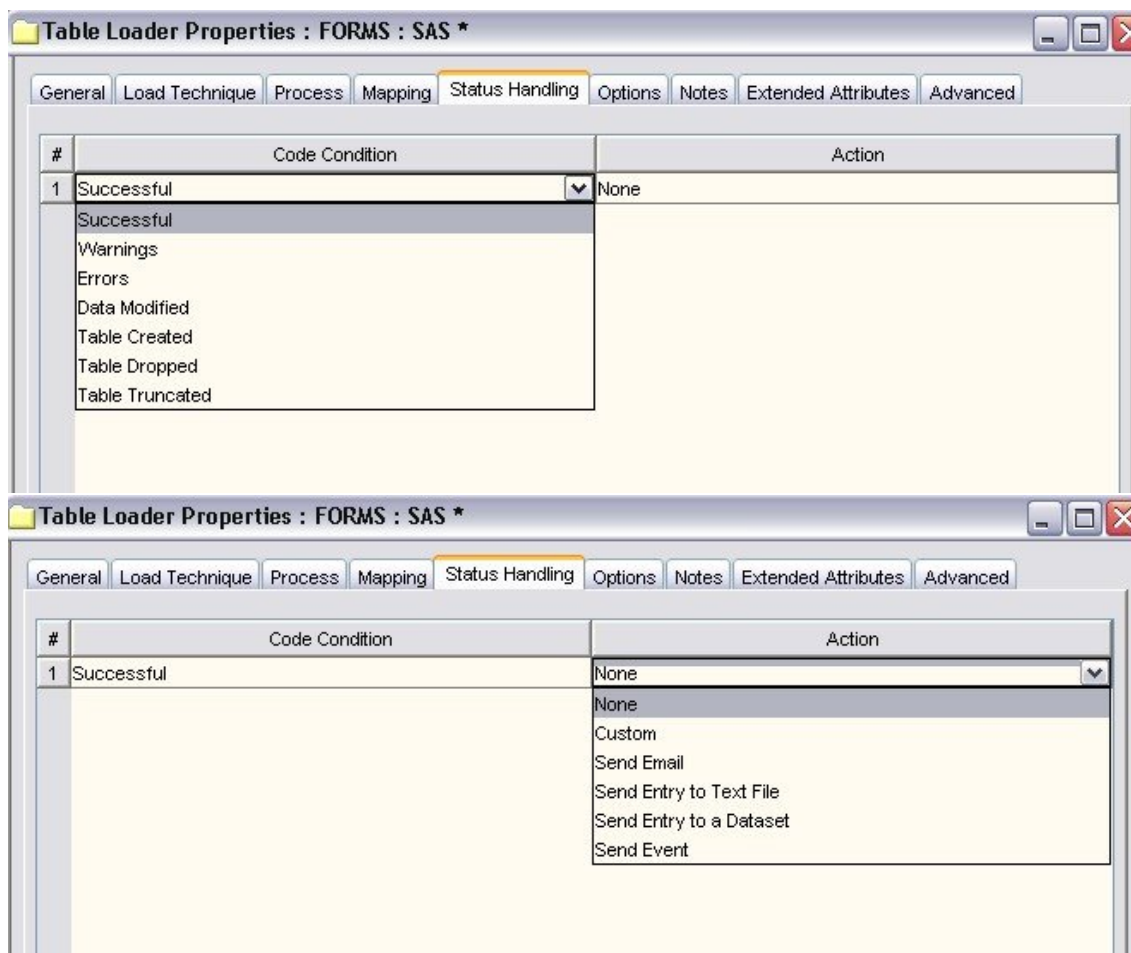 Table Loader Properties : FORMS : SAS *
General Load Technique Process Mapping Status Handling Options Notes Extended Attributes Advanced
# Code Condition Action
1 Successful None
Successful
Warnings
Errors
Data Modified
Table Created
Table Dropped
Table Truncated
Table Loader Properties : FORMS : SAS *
General Load Technique Process Mapping Status Handling Options Notes Extended Attributes Advanced
# Code Condition Action
1 Successful None
None
Custom
Send Email
Send Entry to Text File
Send Entry to a Dataset
Send Event